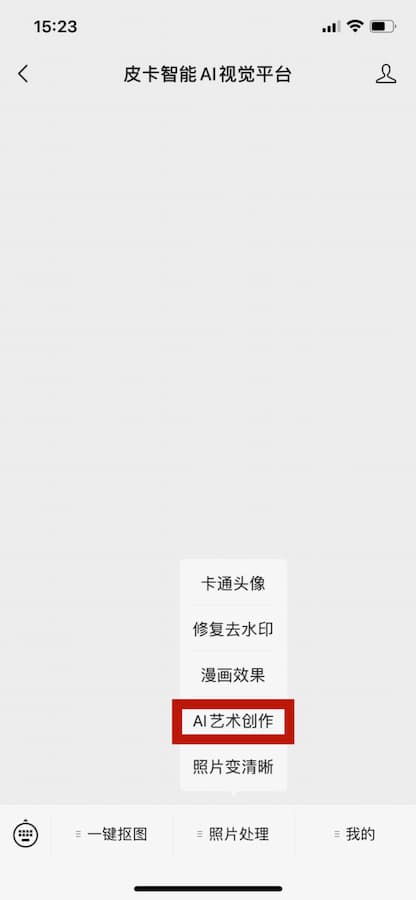 15:23
皮卡智能AI视觉平台
卡通头像
修复去水印
漫画效果
AI艺术创作
照片变清晰
一键抠图
照片处理
我的